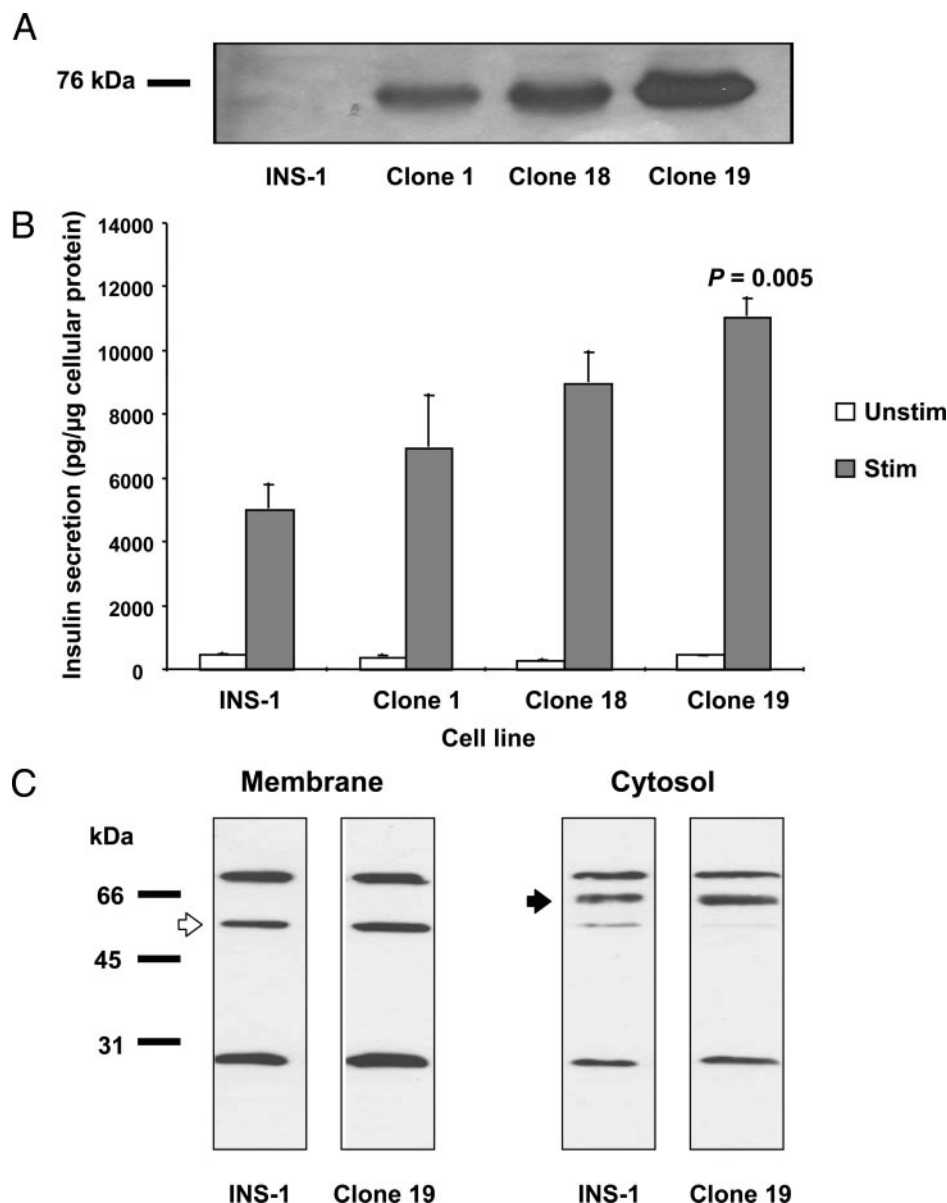 A
76 kDa
INS-1 Clone 1 Clone 18 Clone 19
B
Insulin secretion (pg/µg cellular protein)
14000
12000
10000
8000
6000
4000
2000
0
P = 0.005
Unstim
Stim
INS-1 Clone 1 Clone 18 Clone 19
Cell line
C
Membrane Cytosol
kDa
66
45
31
INS-1 Clone 19 INS-1 Clone 19